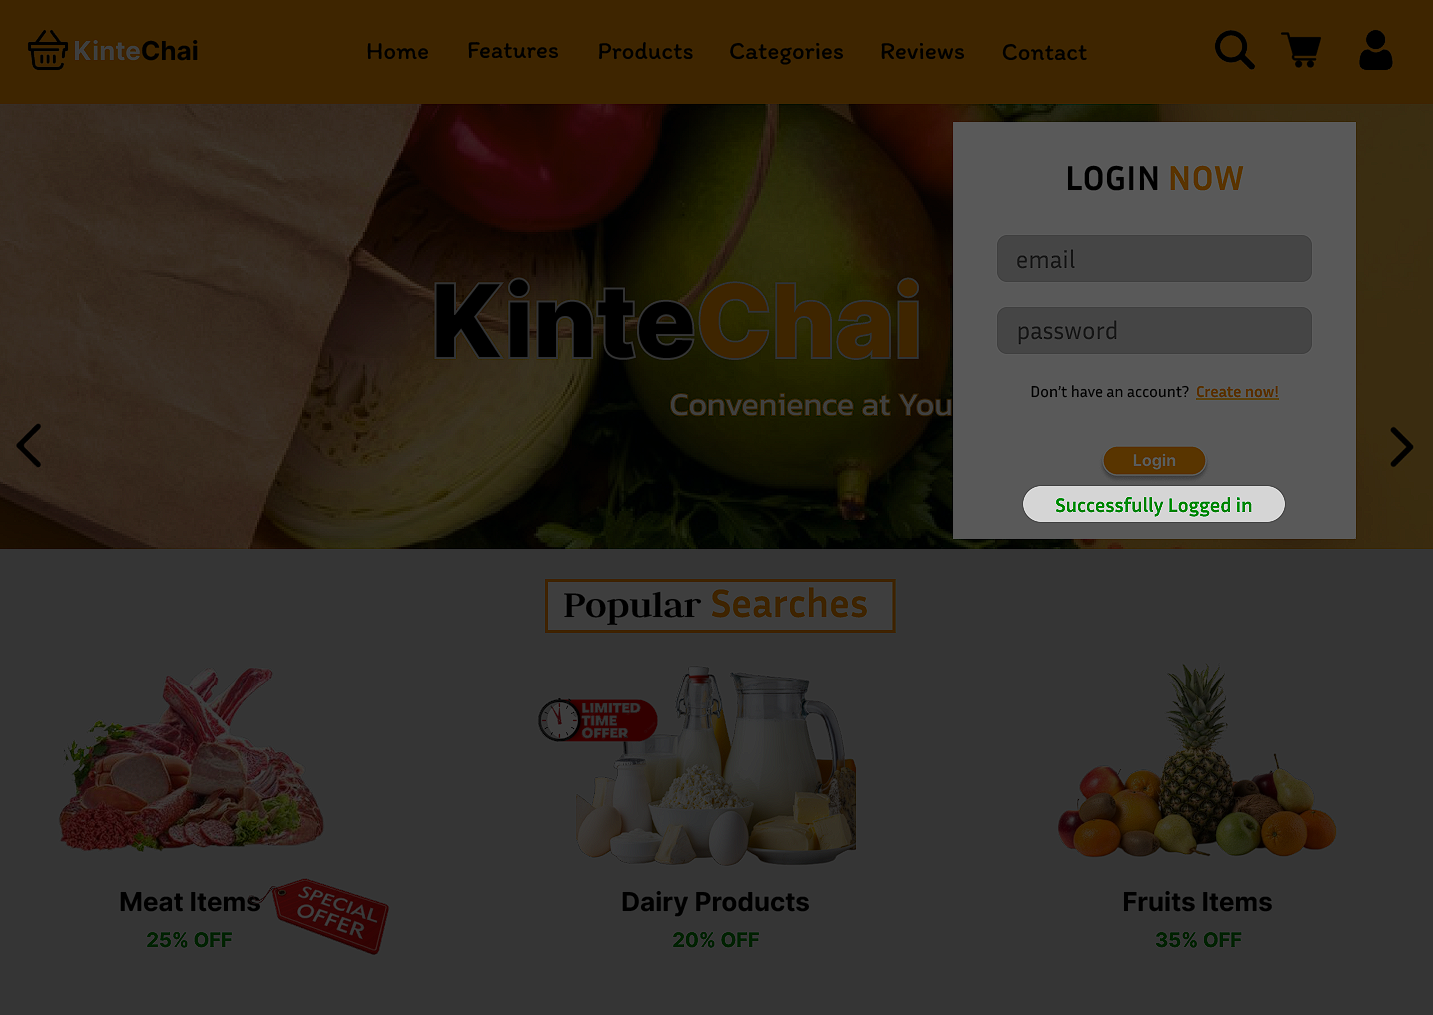 KinteChai
Home
Features
Products
Categories
Reviews
Contact
LOGIN NOW
email
password
Don't have an account? Create now!
Login
Successfully Logged in
KinteChai
Convenience at You
Popular Searches
LIMITED
TIME
OFFER
Meat Items
25% OFF
SPECIAL
OFFER
Dairy Products
20% OFF
Fruits Items
35% OFF